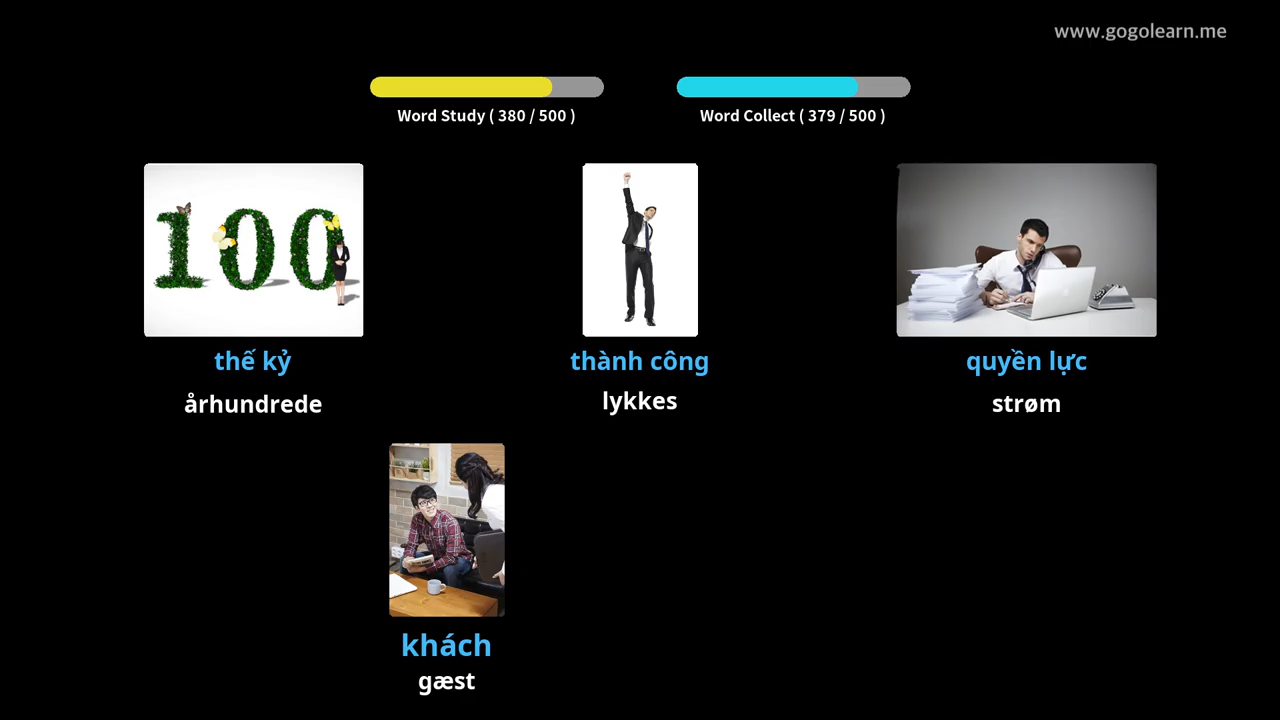 www.gogolearn.me
Word Study ( 380 / 500 )
Word Collect ( 379 / 500 )
100
thế kỷ
århundrede
thành công
lykkes
quyền lực
strøm
khách
gæst